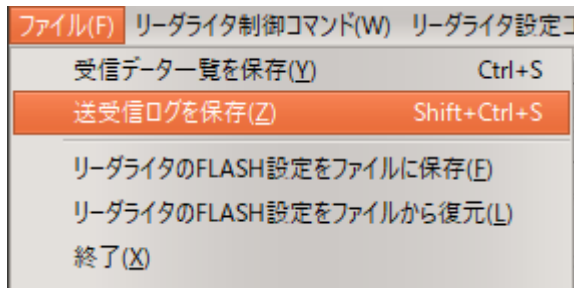 ファイル(F) リーダライタ制御コマンド(W) リーダライタ設定コ
受信データ一覧を保存(Y) Ctrl+S
送受信ログを保存(Z) Shift+Ctrl+S
リーダライタのFLASH設定をファイルに保存(F)
リーダライタのFLASH設定をファイルから復元(L)
終了(X)